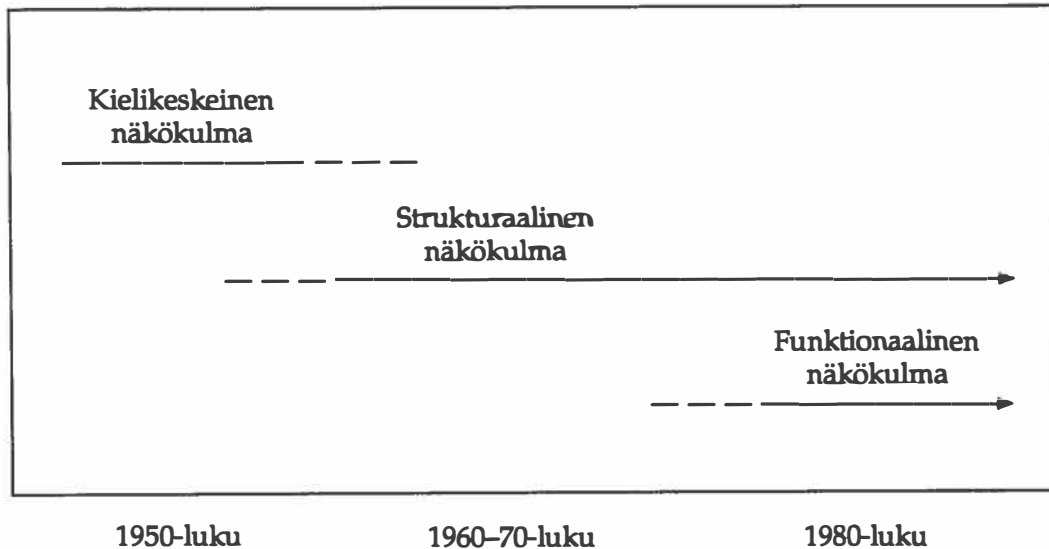 Kielikeskeinen
näkökulma
Strukturaalinen
näkökulma
Funktionaalinen
näkökulma
1950-luku
1960–70-luku
1980-luku